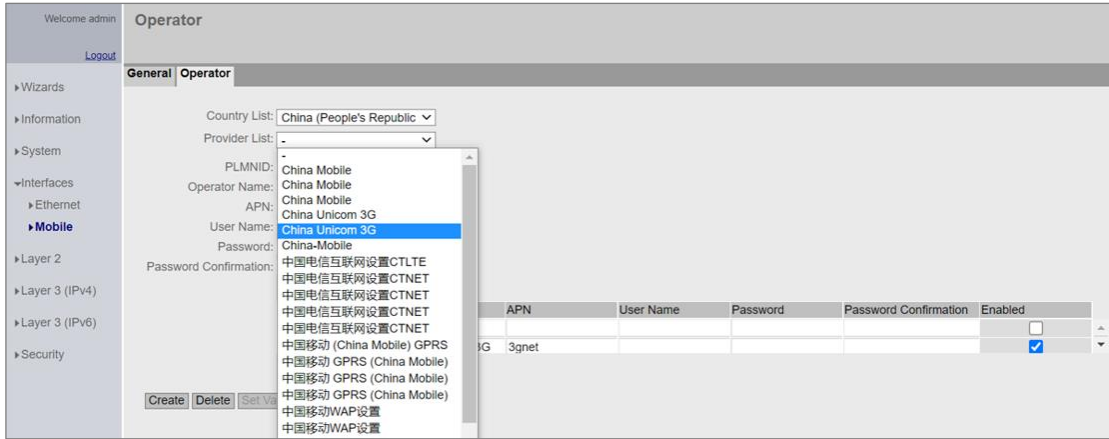 Welcome admin
Operator
Logout
General Operator
Wizards
Information
System
Interfaces
Ethernet
Mobile
Layer 2
Layer 3 (IPv4)
Layer 3 (IPv6)
Security
Country List: China (People's Republic
Provider List: -
PLMNID:
Operator Name:
APN:
User Name:
Password:
Password Confirmation:
-
China Mobile
China Mobile
China Mobile
China Unicom 3G
China Unicom 3G
China-Mobile
中国电信互联网设置CTLTE
中国电信互联网设置CTNET
中国电信互联网设置CTNET
中国电信互联网设置CTNET
中国电信互联网设置CTNET
中国移动 (China Mobile) GPRS
中国移动 GPRS (China Mobile)
中国移动 GPRS (China Mobile)
中国移动 GPRS (China Mobile)
中国移动WAP设置
中国移动WAP设置
APN User Name Password Password Confirmation Enabled
3G 3gnet
Create Delete Set Va